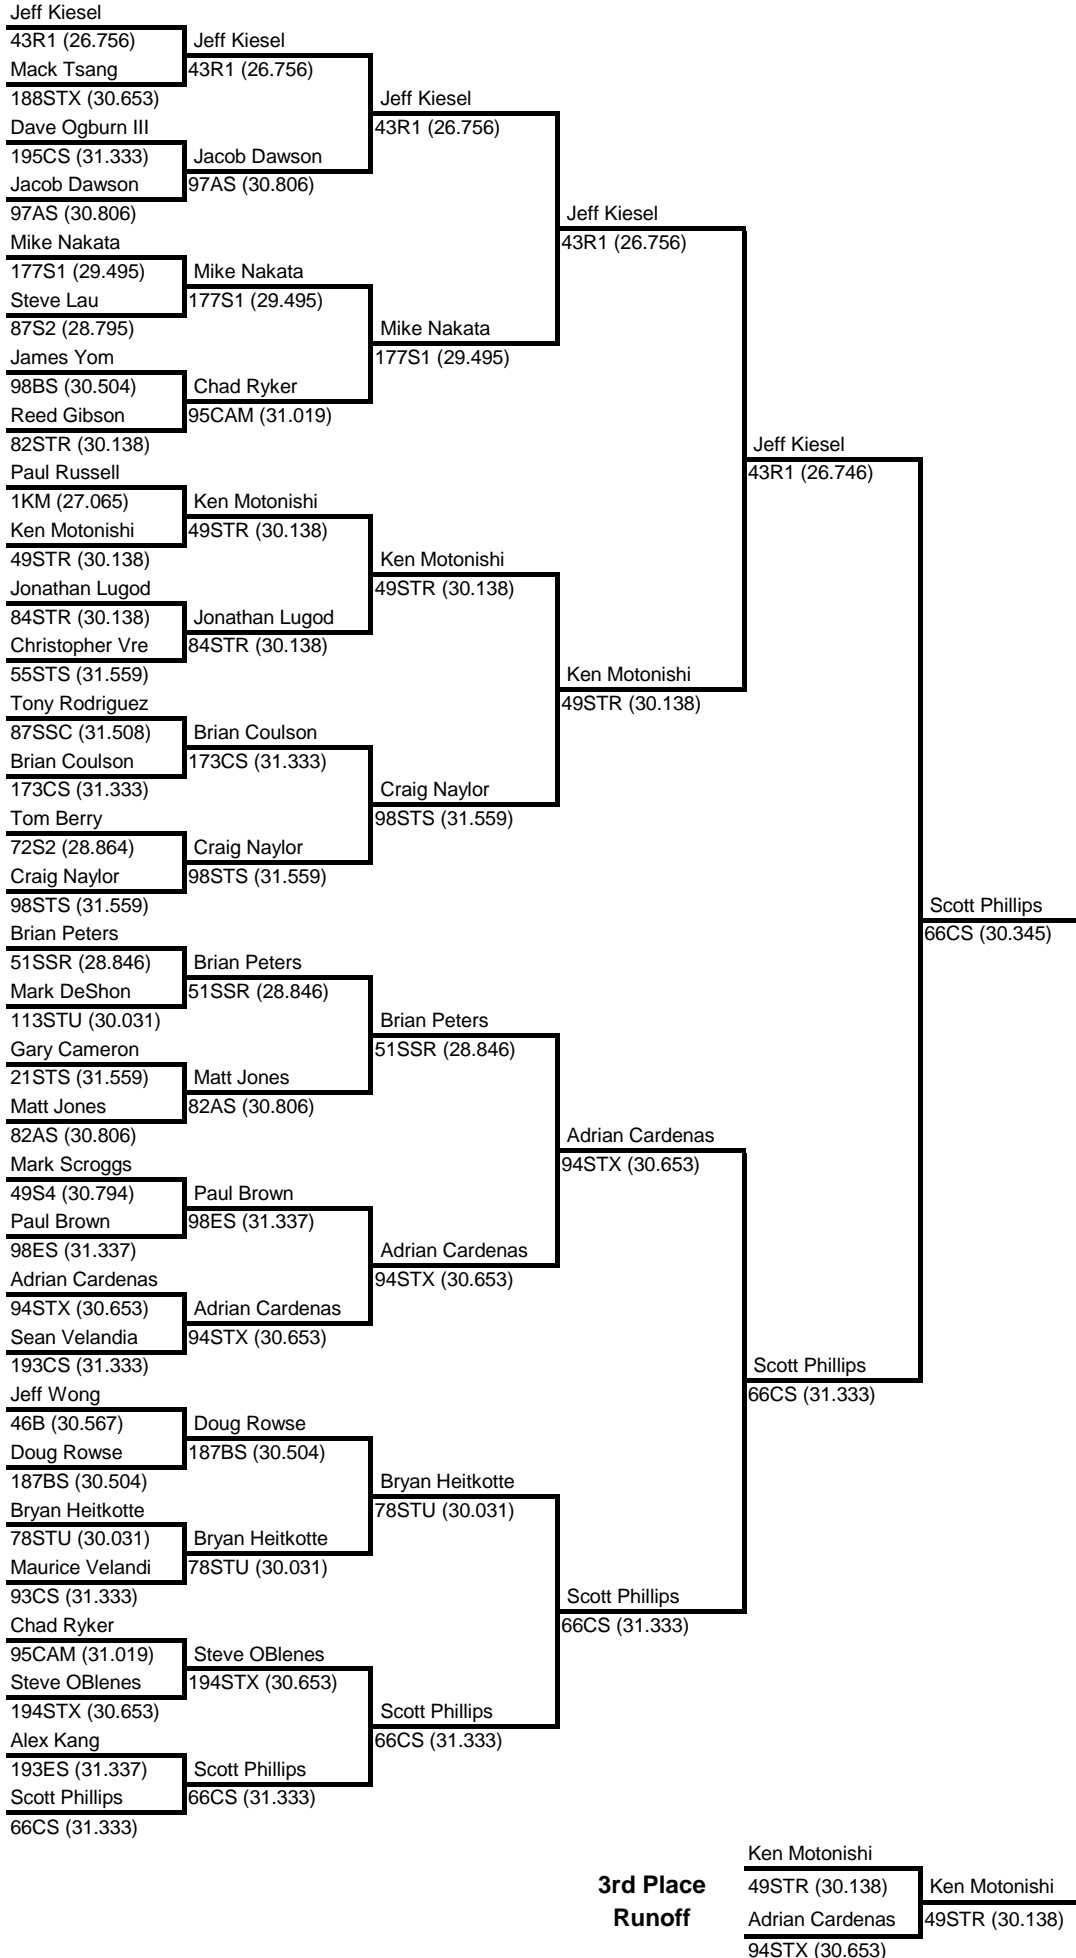 Jeff Kiesel
43R1 (26.756)
Mack Tsang
188STX (30.653)
Dave Ogburn III
195CS (31.333)
Jacob Dawson
97AS (30.806)
Mike Nakata
177S1 (29.495)
Steve Lau
87S2 (28.795)
James Yom
98BS (30.504)
Reed Gibson
82STR (30.138)
Paul Russell
1KM (27.065)
Ken Motonishi
49STR (30.138)
Jonathan Lugod
84STR (30.138)
Christopher Vre
55STS (31.559)
Tony Rodriguez
87SSC (31.508)
Brian Coulson
173CS (31.333)
Tom Berry
72S2 (28.864)
Craig Naylor
98STS (31.559)
Brian Peters
51SSR (28.846)
Mark DeShon
113STU (30.031)
Gary Cameron
21STS (31.559)
Matt Jones
82AS (30.806)
Mark Scroggs
49S4 (30.794)
Paul Brown
98ES (31.337)
Adrian Cardenas
94STX (30.653)
Sean Velandia
193CS (31.333)
Jeff Wong
46B (30.567)
Doug Rowse
187BS (30.504)
Bryan Heitkotte
78STU (30.031)
Maurice Velandi
93CS (31.333)
Chad Ryker
95CAM (31.019)
Steve OBlenes
194STX (30.653)
Alex Kang
193ES (31.337)
Scott Phillips
66CS (31.333)
Jeff Kiesel
43R1 (26.756)
Jacob Dawson
97AS (30.806)
Mike Nakata
177S1 (29.495)
Chad Ryker
95CAM (31.019)
Ken Motonishi
49STR (30.138)
Jonathan Lugod
84STR (30.138)
Brian Coulson
173CS (31.333)
Craig Naylor
98STS (31.559)
Brian Peters
51SSR (28.846)
Matt Jones
82AS (30.806)
Paul Brown
98ES (31.337)
Adrian Cardenas
94STX (30.653)
Doug Rowse
187BS (30.504)
Bryan Heitkotte
78STU (30.031)
Steve OBlenes
194STX (30.653)
Scott Phillips
66CS (31.333)
Jeff Kiesel
43R1 (26.756)
Mike Nakata
177S1 (29.495)
Ken Motonishi
49STR (30.138)
Craig Naylor
98STS (31.559)
Brian Peters
51SSR (28.846)
Adrian Cardenas
94STX (30.653)
Bryan Heitkotte
78STU (30.031)
Scott Phillips
66CS (31.333)
Jeff Kiesel
43R1 (26.756)
Ken Motonishi
49STR (30.138)
Adrian Cardenas
94STX (30.653)
Scott Phillips
66CS (31.333)
Jeff Kiesel
43R1 (26.746)
Scott Phillips
66CS (31.333)
Scott Phillips
66CS (30.345)
3rd Place
Runoff
Ken Motonishi
49STR (30.138)
Adrian Cardenas
94STX (30.653)
Ken Motonishi
49STR (30.138)